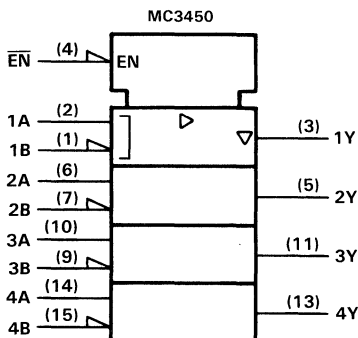 MC3450
E̅N̅ (4) EN
1A (2)
1B (1) (3) 1Y
2A (6)
2B (7) (5) 2Y
3A (10)
3B (9) (11) 3Y
4A (14)
4B (15) (13) 4Y